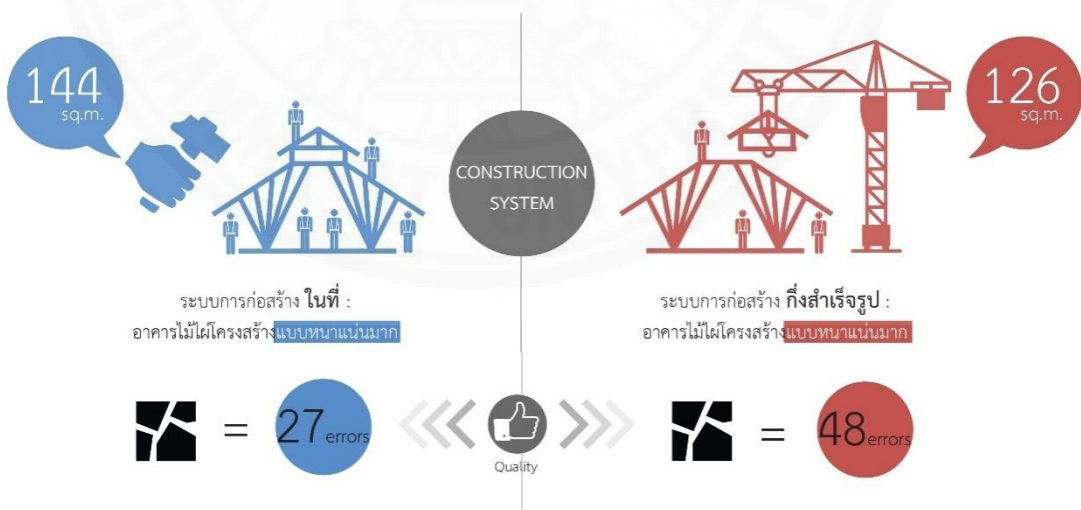 144
sq.m.
126
sq.m.
CONSTRUCTION
SYSTEM
ระบบการก่อสร้าง ในที่ :
อาคารไม้ไผ่โครงสร้างแบบหนาแน่นมาก
ระบบการก่อสร้าง กึ่งสำเร็จรูป :
อาคารไม้ไผ่โครงสร้างแบบหนาแน่นมาก
= 27 errors
Quality
= 48 errors